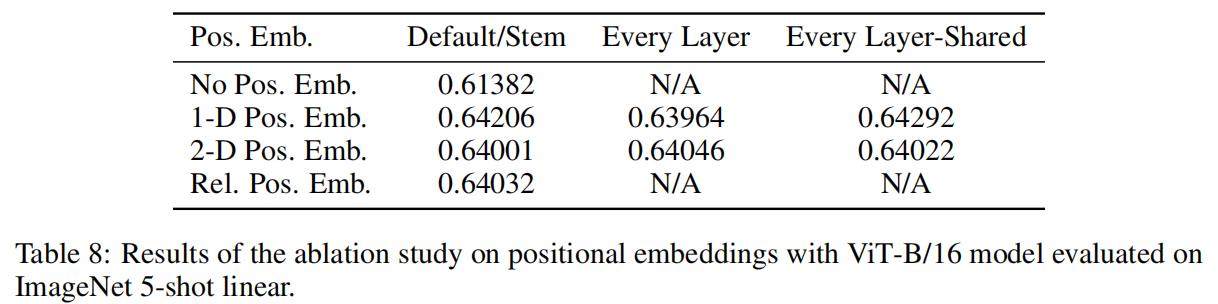 Pos. Emb. Default/Stem Every Layer Every Layer-Shared
No Pos. Emb. 0.61382 N/A N/A
1-D Pos. Emb. 0.64206 0.63964 0.64292
2-D Pos. Emb. 0.64001 0.64046 0.64022
Rel. Pos. Emb. 0.64032 N/A N/A
Table 8: Results of the ablation study on positional embeddings with ViT-B/16 model evaluated on
ImageNet 5-shot linear.